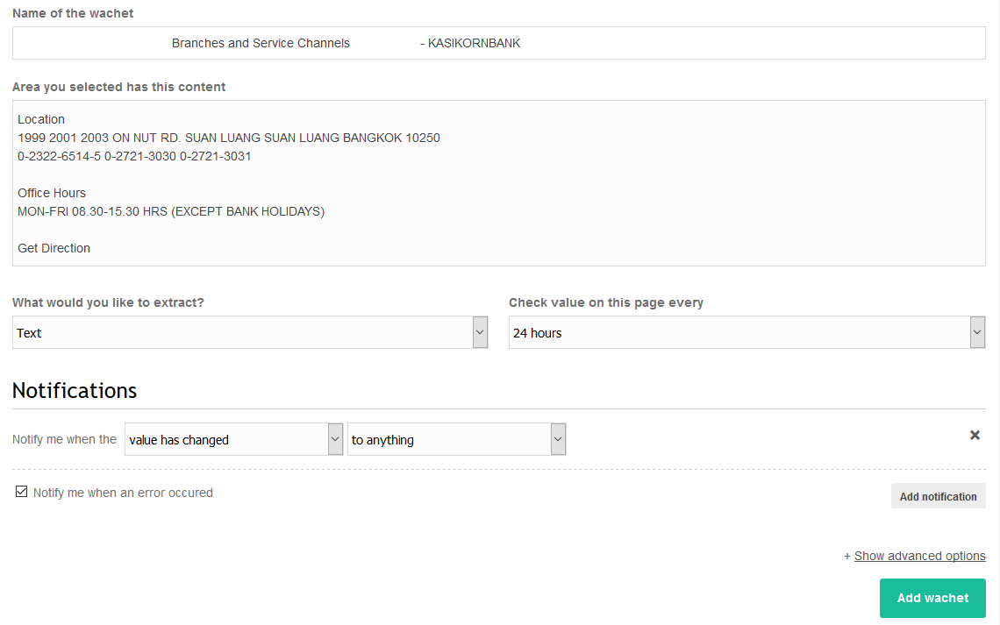 Name of the wachet
Branches and Service Channels - KASIKORNBANK
Area you selected has this content
Location
1999 2001 2003 ON NUT RD. SUAN LUANG SUAN LUANG BANGKOK 10250
0-2322-6514-5 0-2721-3030 0-2721-3031
Office Hours
MON-FRI 08.30-15.30 HRS (EXCEPT BANK HOLIDAYS)
Get Direction
What would you like to extract? Check value on this page every
Text 24 hours
Notifications
Notify me when the value has changed to anything
Notify me when an error occured
Add notification
+ Show advanced options
Add wachet